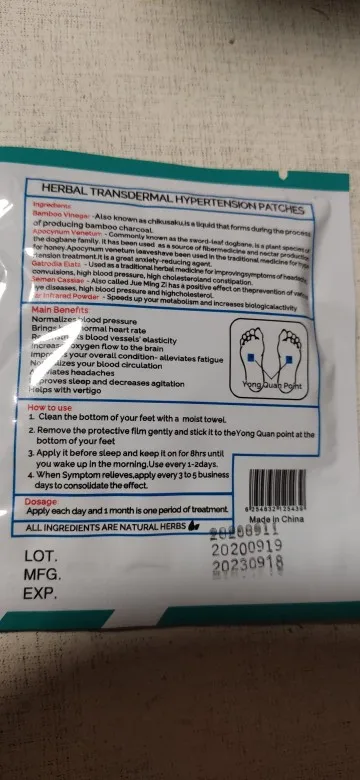 HERBAL TRANSDERMAL HYPERTENSION PATCHES
Ingredients:
Bamboo Vinegar -Also known as chikusaku,is a liquid that forms during the process
of producing bamboo charcoal.
Apocynum Venetum - Commonly known as the sword-leaf dogbane, is a plant species of
the dogbane family. It has been used as a source of fibermedicine and nectar production
for honey.Apocynum venetum leaveshave been used in the traditional medicine for
tension treatment.It is a great anxiety-reducing agent.
Gatrodia Elata - Used as a traditional herbal medicine for improvingsymptoms of
convulsions, high blood pressure, high cholesteroland constipation.
Semen Cassiae - Also called Jue Ming Zi has a positive effect on theprevention of
eye diseases, high blood pressure and highcholesterol.
Infrared Powder - Speeds up your metabolism and increases biologicalactivity
Main Benefits
Normalizes blood pressure
normal heart rate
blood vessels' elasticity
oxygen flow to the brain
your overall condition- alleviates fatigue
your blood circulation
headaches
sleep and decreases agitation
Helps with vertigo
Yong Quan Point
How to use
1. Clean the bottom of your feet with a moist towel.
2. Remove the protective film gently and stick it to theYong Quan point at the
bottom of your feet
3. Apply it before sleep and keep it on for 8hrs until
you wake up in the morning.Use every 1-2days.
4. When Symptom relieves,apply every 3 to 5 business
days to consolidate the effect.
Dosage
Apply each day and 1 month is one period of treatment.
ALL INGREDIENTS ARE NATURAL HERBS
Made in China
LOT. 20200911
MFG. 20200919
EXP. 20230918